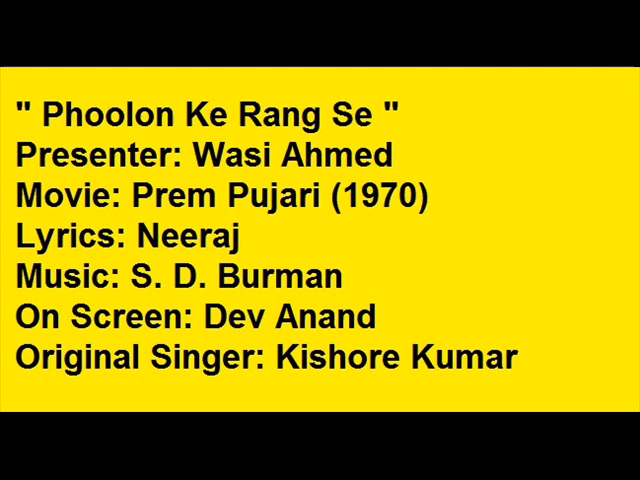 " Phoolon Ke Rang Se "
Presenter: Wasi Ahmed
Movie: Prem Pujari (1970)
Lyrics: Neeraj
Music: S. D. Burman
On Screen: Dev Anand
Original Singer: Kishore Kumar